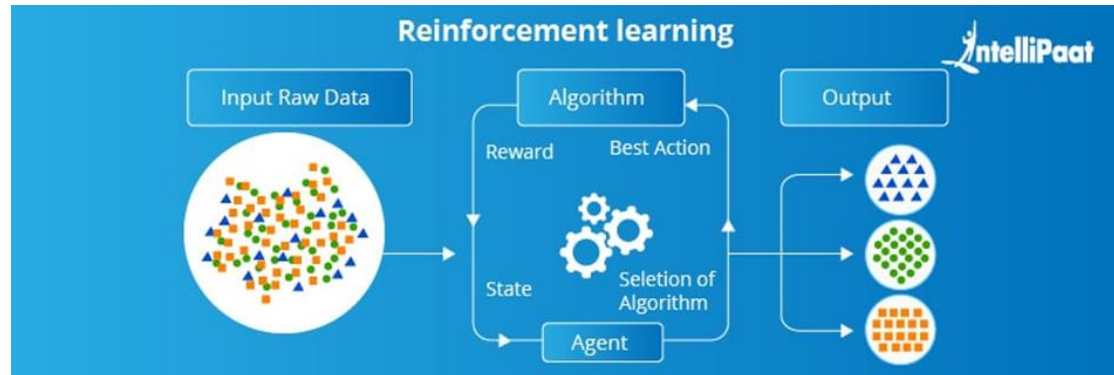 Reinforcement learning
IntelliPaat
Input Raw Data
Algorithm
Output
Reward
Best Action
State
Seletion of
Algorithm
Agent